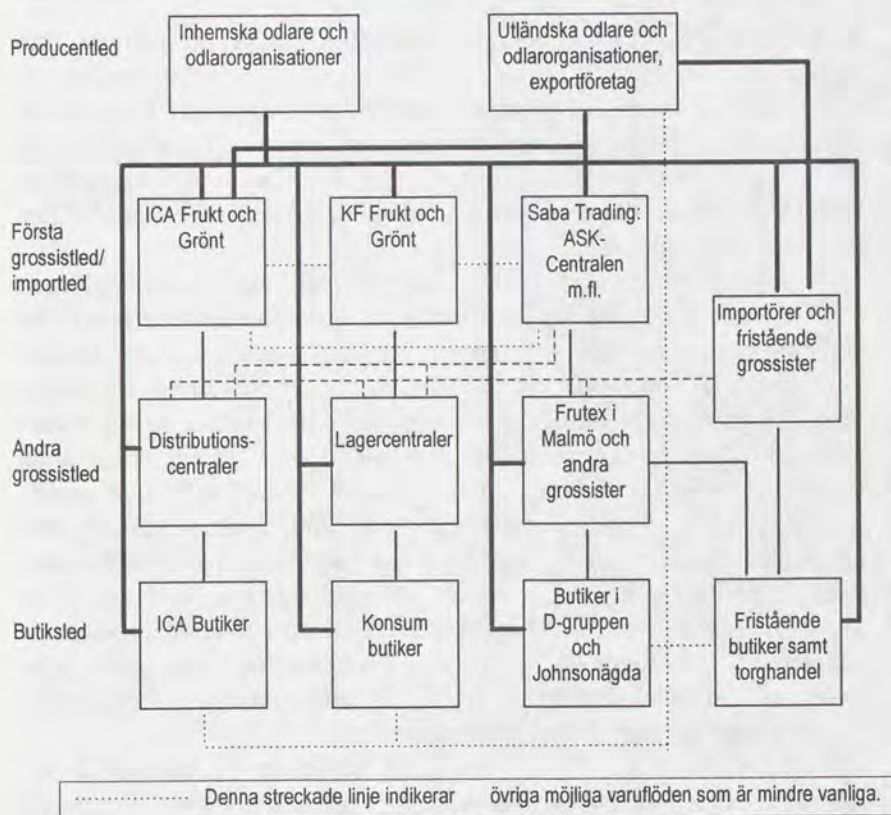 Producentled
Inhemska odlare och
odlarorganisationer
Utländska odlare och
odlarorganisationer,
exportföretag
Första
grossistled/
importled
ICA Frukt och
Grönt
KF Frukt och
Grönt
Saba Trading:
ASK-
Centralen
m.fl.
Importörer och
fristående
grossister
Andra
grossistled
Distributions-
centraler
Lagercentraler
Frutex i
Malmö och
andra
grossister
Butiksled
ICA Butiker
Konsum
butiker
Butiker i
D-gruppen
och
Johnsonägda
Fristående
butiker samt
torghandel
Denna streckade linje indikerar övriga möjliga varuflöden som är mindre vanliga.